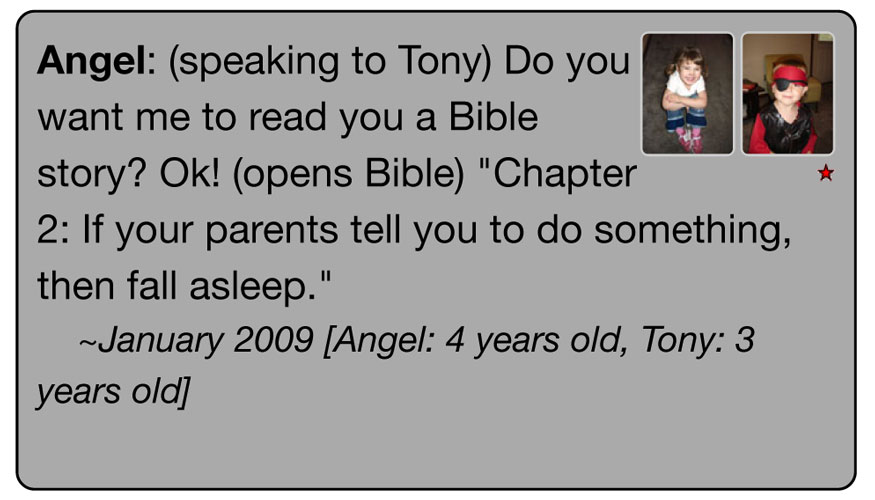 Angel: (speaking to Tony) Do you
want me to read you a Bible
story? Ok! (opens Bible) "Chapter
2: If your parents tell you to do something,
then fall asleep."
~January 2009 [Angel: 4 years old, Tony: 3
years old]